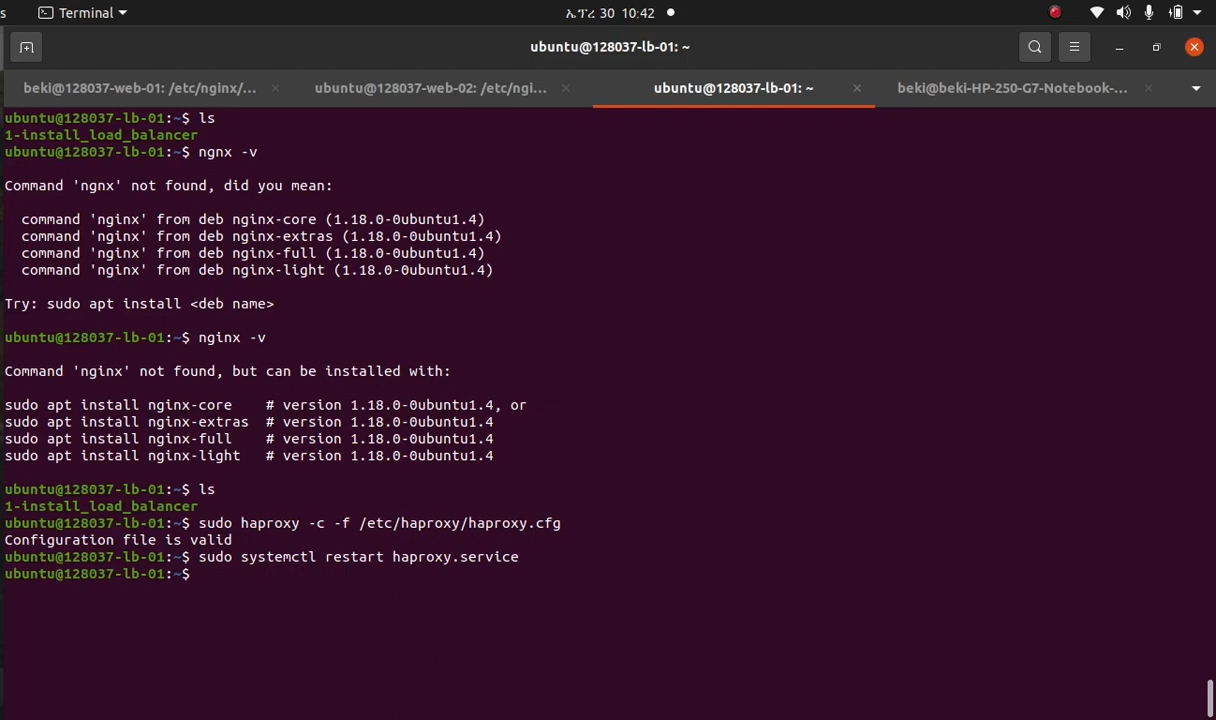 s Terminal ኤፕረ 30 10:42
ubuntu@128037-lb-01: ~
beki@128037-web-01: /etc/nginx/... ubuntu@128037-web-02: /etc/ngi... ubuntu@128037-lb-01: ~ beki@beki-HP-250-G7-Notebook-...
ubuntu@128037-lb-01:~$ ls
1-install_load_balancer
ubuntu@128037-lb-01:~$ ngnx -v
Command 'ngnx' not found, did you mean:
command 'nginx' from deb nginx-core (1.18.0-0ubuntu1.4)
command 'nginx' from deb nginx-extras (1.18.0-0ubuntu1.4)
command 'nginx' from deb nginx-full (1.18.0-0ubuntu1.4)
command 'nginx' from deb nginx-light (1.18.0-0ubuntu1.4)
Try: sudo apt install <deb name>
ubuntu@128037-lb-01:~$ nginx -v
Command 'nginx' not found, but can be installed with:
sudo apt install nginx-core    # version 1.18.0-0ubuntu1.4, or
sudo apt install nginx-extras  # version 1.18.0-0ubuntu1.4
sudo apt install nginx-full    # version 1.18.0-0ubuntu1.4
sudo apt install nginx-light   # version 1.18.0-0ubuntu1.4
ubuntu@128037-lb-01:~$ ls
1-install_load_balancer
ubuntu@128037-lb-01:~$ sudo haproxy -c -f /etc/haproxy/haproxy.cfg
Configuration file is valid
ubuntu@128037-lb-01:~$ sudo systemctl restart haproxy.service
ubuntu@128037-lb-01:~$